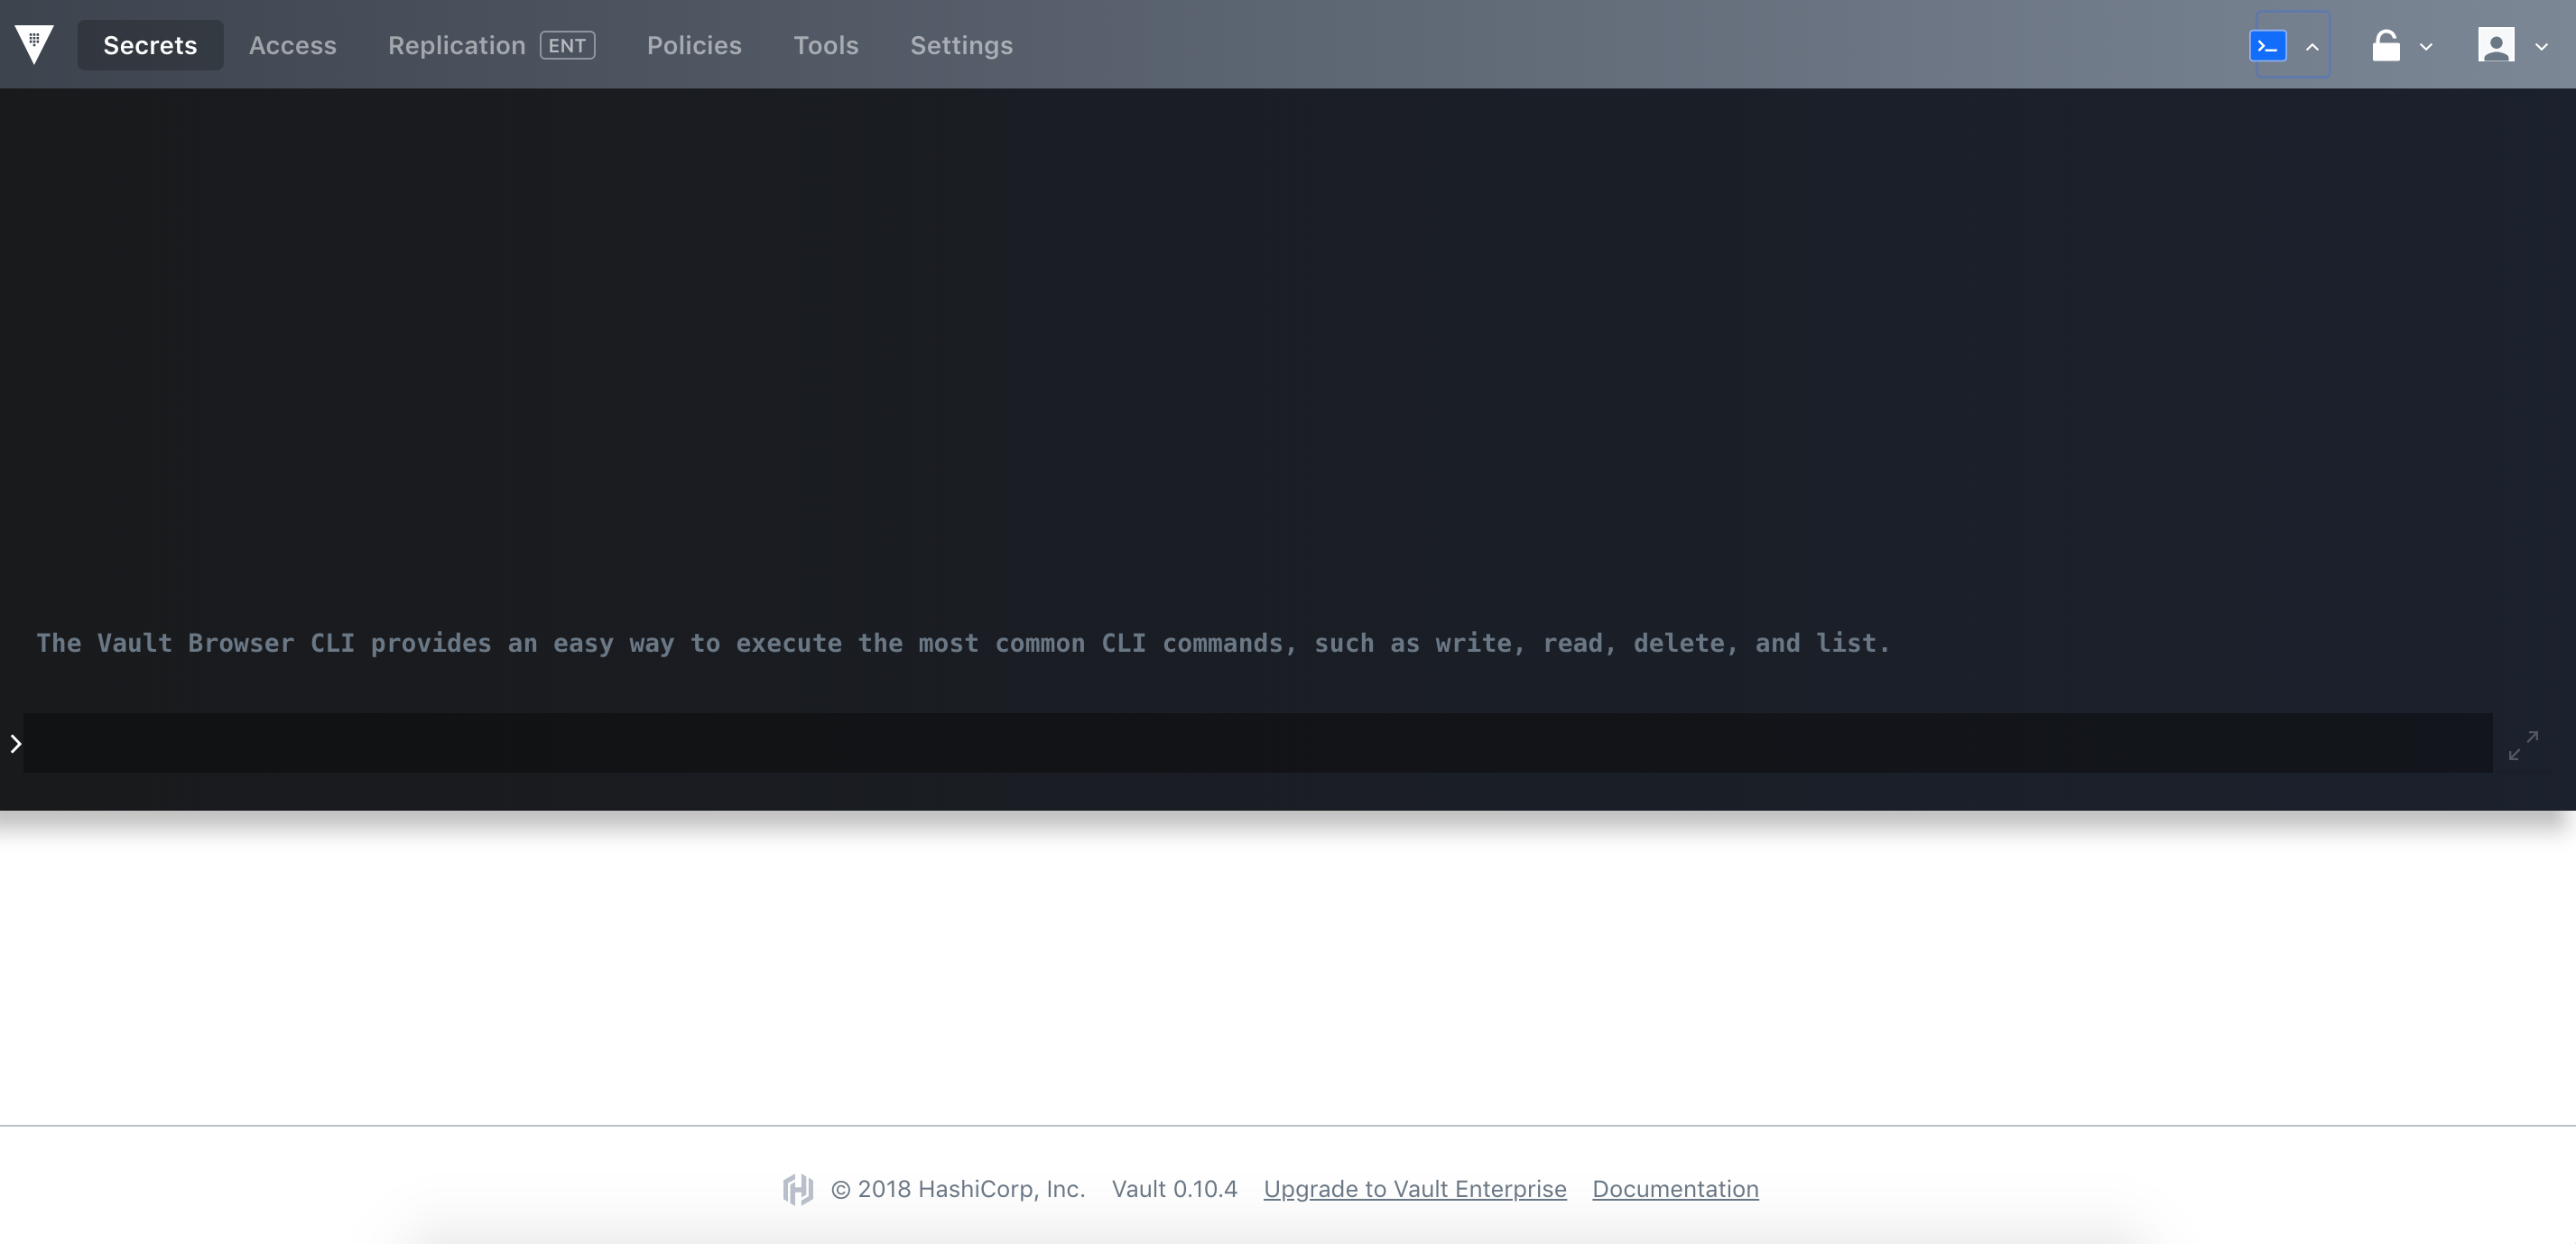 Secrets Access Replication ENT Policies Tools Settings
The Vault Browser CLI provides an easy way to execute the most common CLI commands, such as write, read, delete, and list.
© 2018 HashiCorp, Inc. Vault 0.10.4 Upgrade to Vault Enterprise Documentation